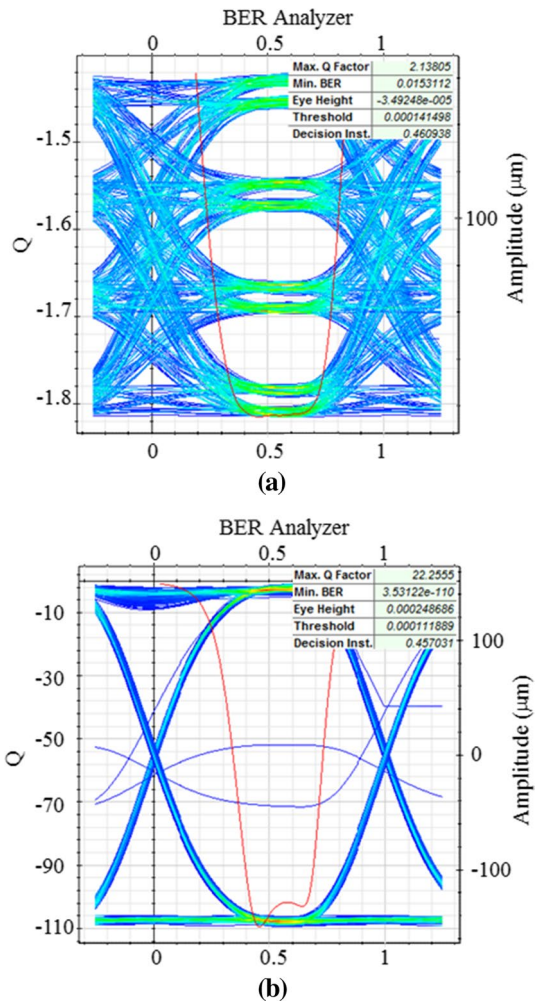 BER Analyzer
0 0.5 1
Max. Q Factor 2.13805
Min. BER 0.0153112
Eye Height -3.49248e-005
Threshold 0.000141498
Decision Inst. 0.460938
-1.5
-1.6
-1.7
-1.8
Q
100
Amplitude (μm)
0 0.5 1
(a)
BER Analyzer
0 0.5 1
Max. Q Factor 22.2555
Min. BER 3.53122e-110
Eye Height 0.000248686
Threshold 0.000111889
Decision Inst. 0.457031
-10
-30
-50
-70
-90
-110
Q
100
0
-100
Amplitude (μm)
0 0.5 1
(b)